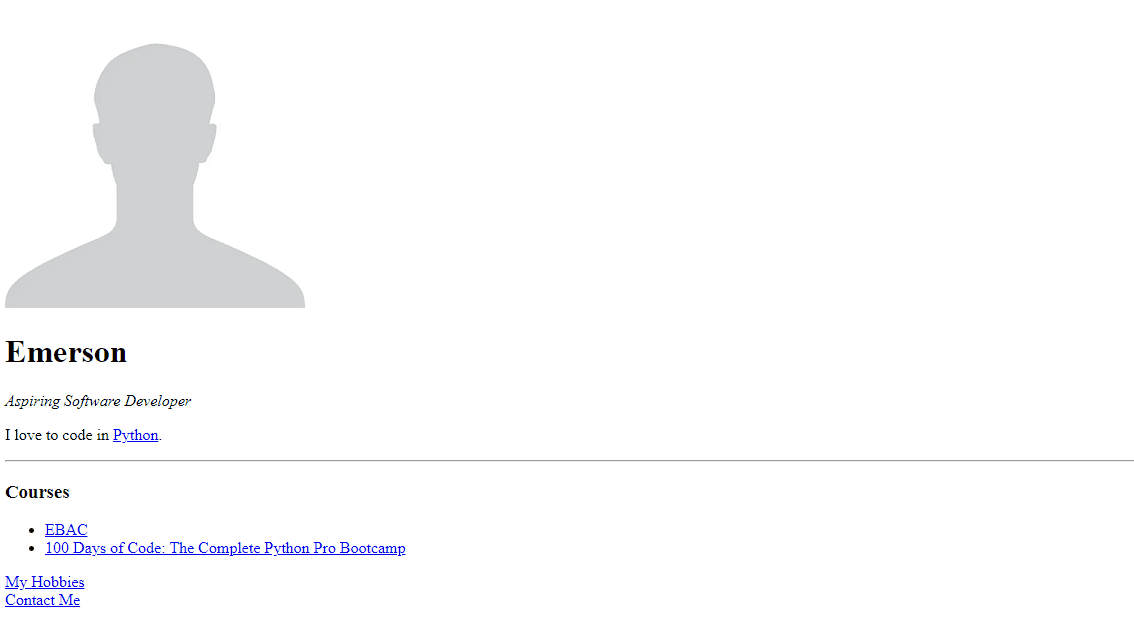 Emerson
Aspiring Software Developer
I love to code in Python.
Courses
EBAC
100 Days of Code: The Complete Python Pro Bootcamp
My Hobbies
Contact Me